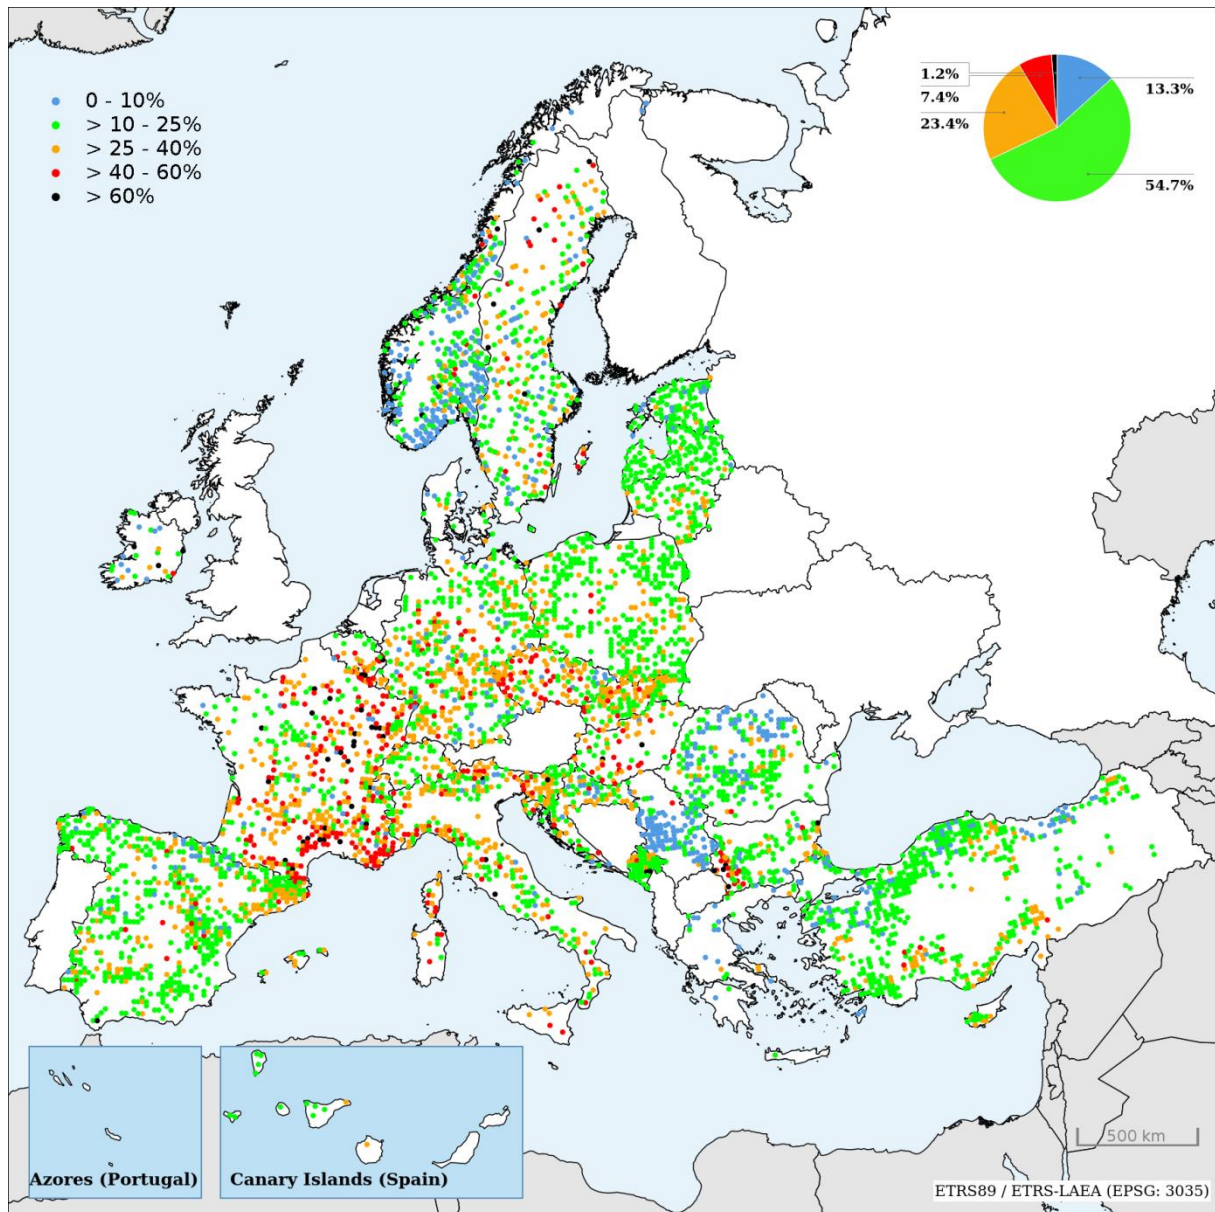 0 - 10%
> 10 - 25%
> 25 - 40%
> 40 - 60%
> 60%
1.2%
7.4%
23.4%
13.3%
54.7%
Azores (Portugal)
Canary Islands (Spain)
500 km
ETRS89 / ETRS-LAEA (EPSG: 3035)